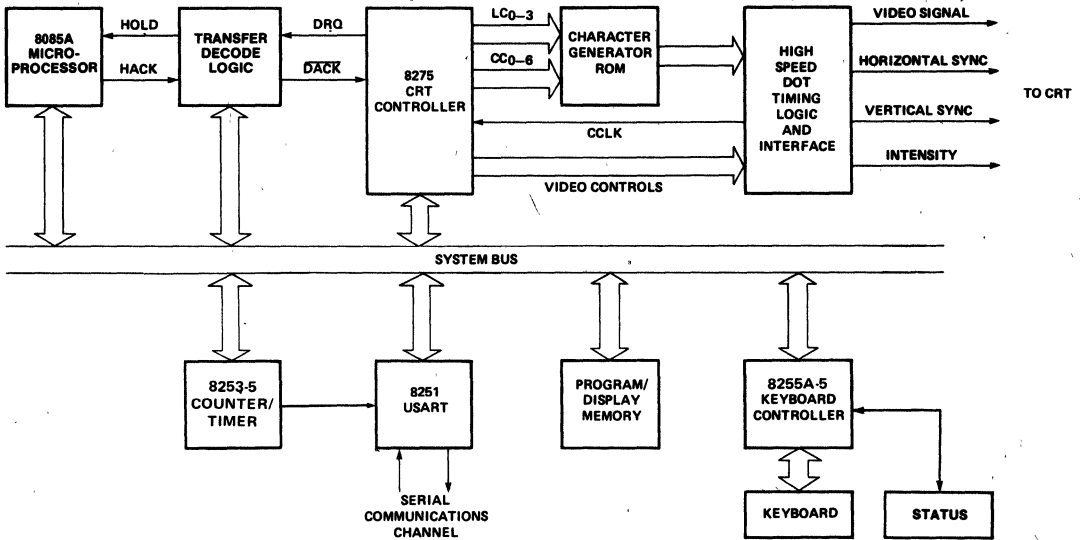 8085A
MICRO-
PROCESSOR
HOLD
HACK
TRANSFER
DECODE
LOGIC
DRQ
DACK
8275
CRT
CONTROLLER
LC0–3
CC0–6
CHARACTER
GENERATOR
ROM
CCLK
VIDEO CONTROLS
HIGH
SPEED
DOT
TIMING
LOGIC
AND
INTERFACE
VIDEO SIGNAL
HORIZONTAL SYNC
VERTICAL SYNC
INTENSITY
TO CRT
SYSTEM BUS
8253-5
COUNTER/
TIMER
8251
USART
SERIAL
COMMUNICATIONS
CHANNEL
PROGRAM/
DISPLAY
MEMORY
8255A-5
KEYBOARD
CONTROLLER
KEYBOARD
STATUS